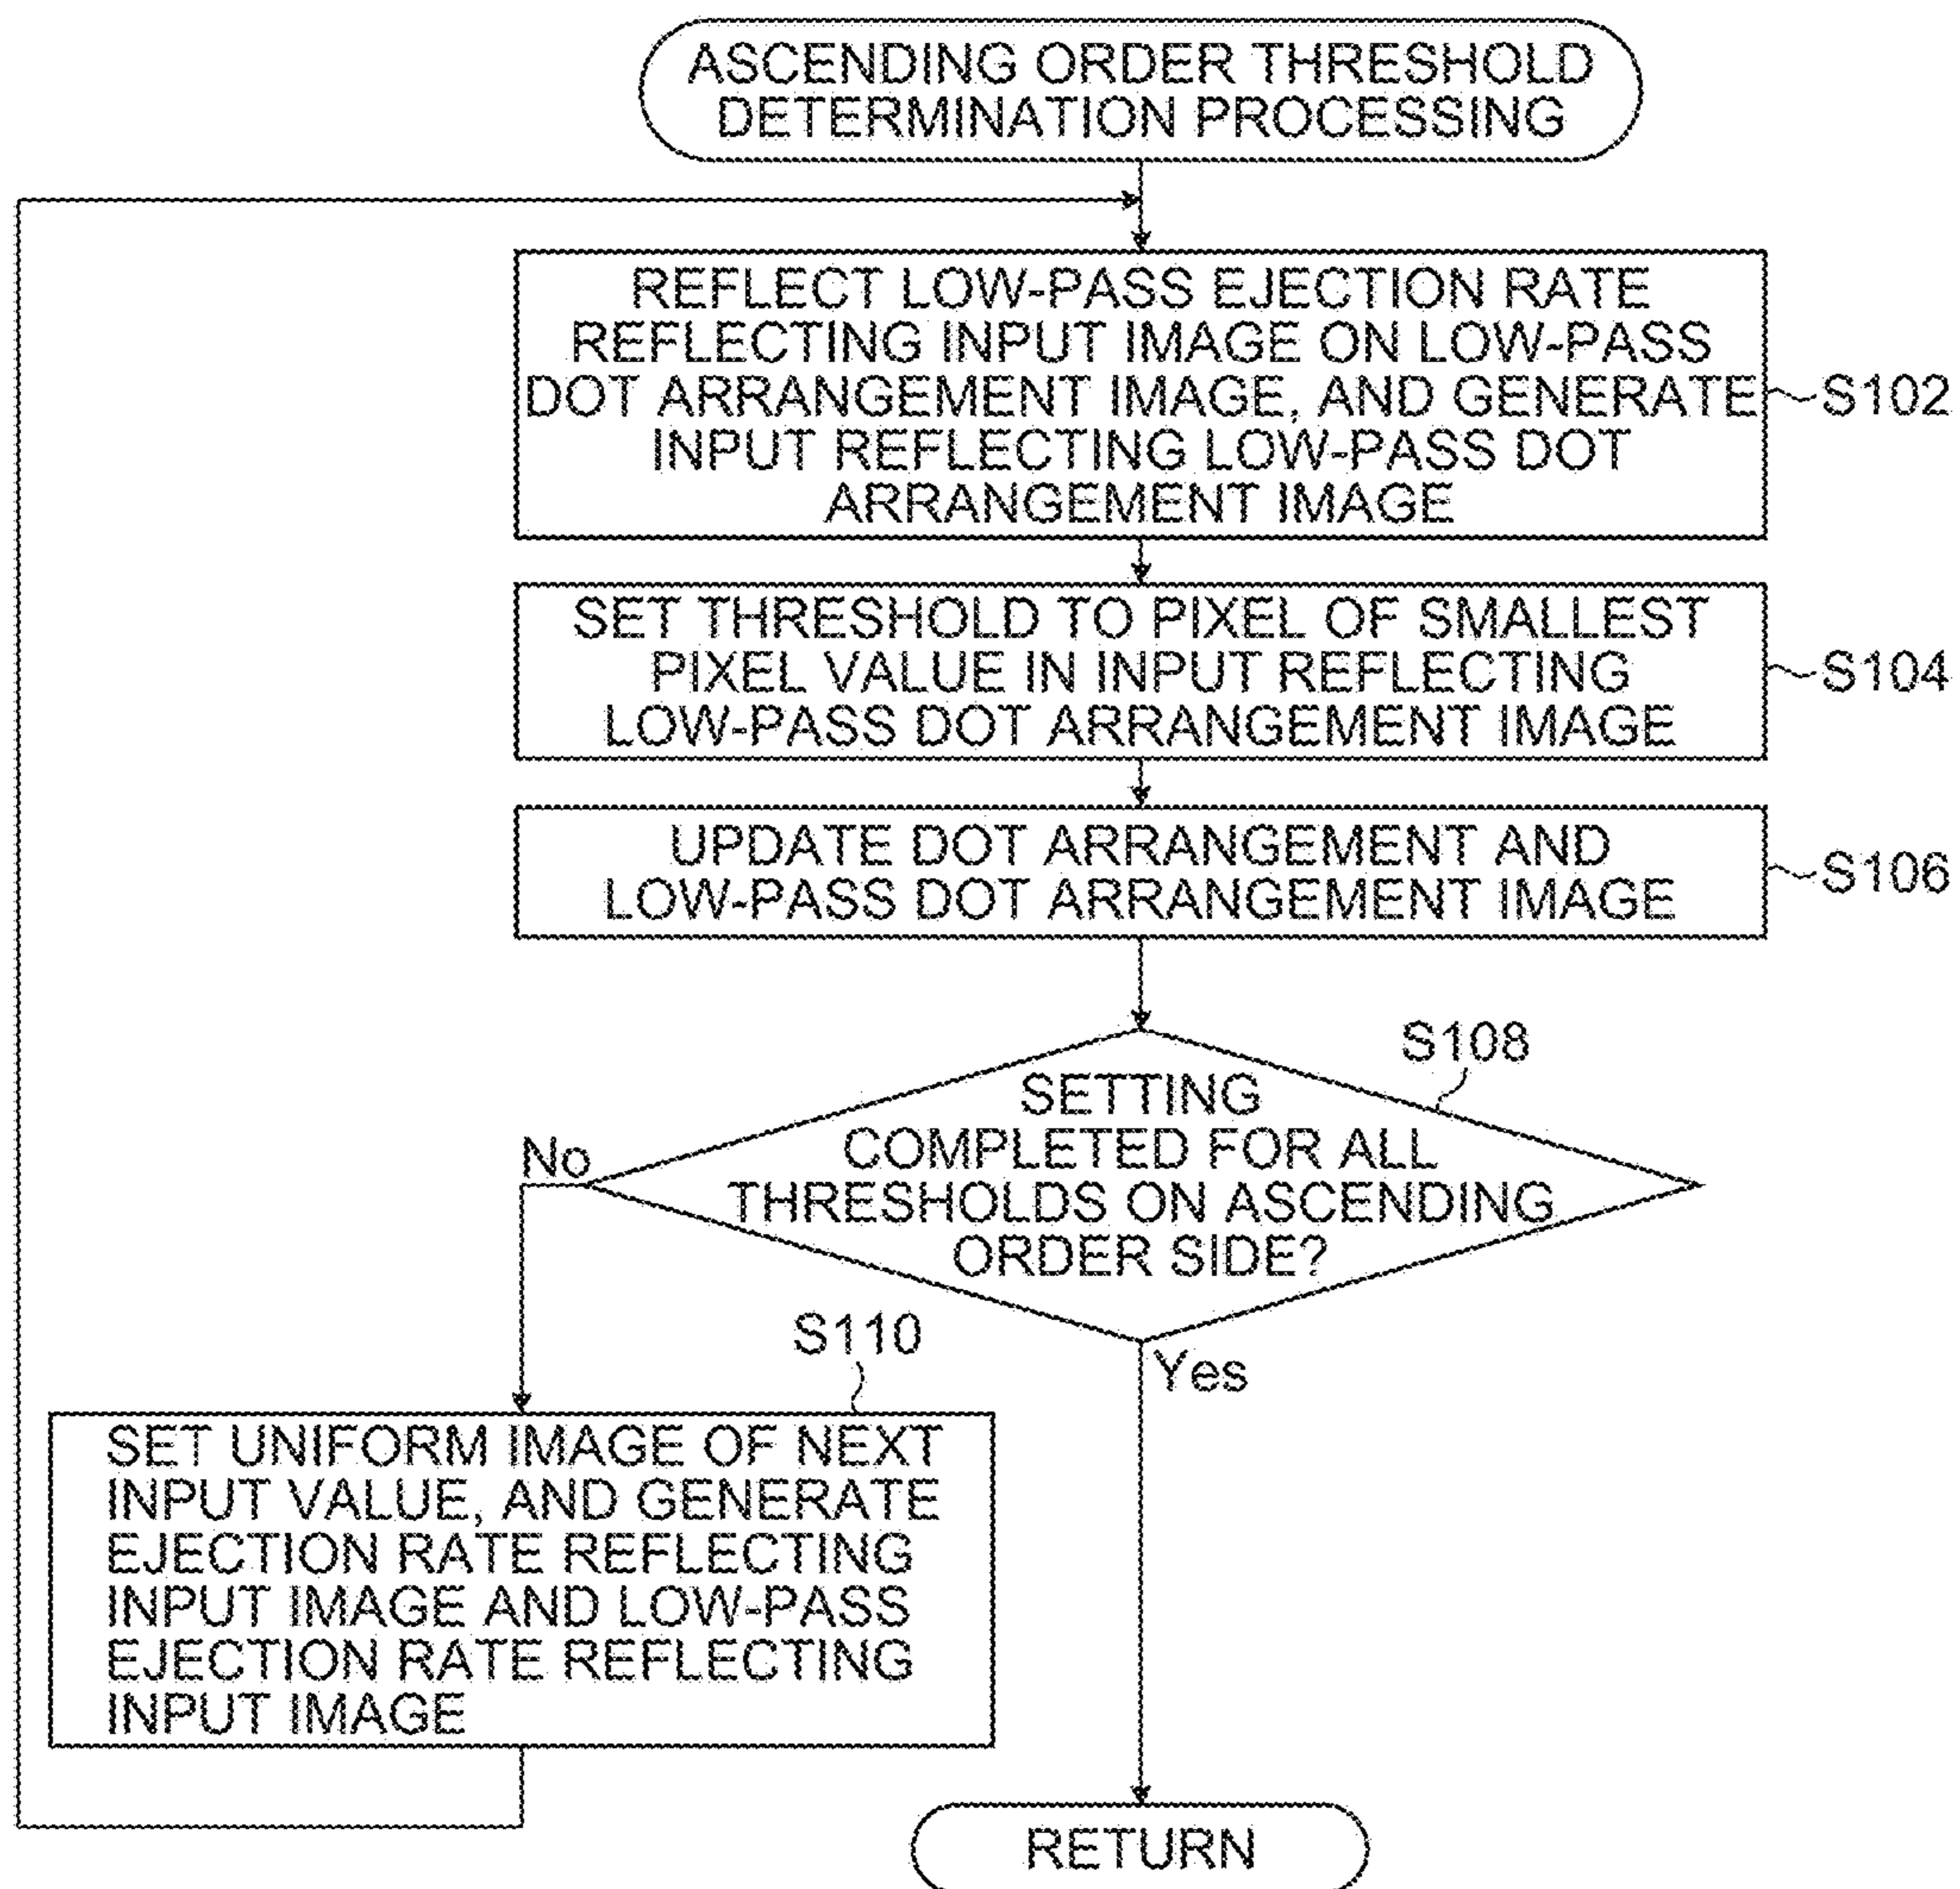 ASCENDING ORDER THRESHOLD
DETERMINATION PROCESSING
REFLECT LOW-PASS EJECTION RATE
REFLECTING INPUT IMAGE ON LOW-PASS
DOT ARRANGEMENT IMAGE, AND GENERATE
INPUT REFLECTING LOW-PASS DOT
ARRANGEMENT IMAGE
S102
SET THRESHOLD TO PIXEL OF SMALLEST
PIXEL VALUE IN INPUT REFLECTING
LOW-PASS DOT ARRANGEMENT IMAGE
S104
UPDATE DOT ARRANGEMENT AND
LOW-PASS DOT ARRANGEMENT IMAGE
S106
S108
SETTING
COMPLETED FOR ALL
THRESHOLDS ON ASCENDING
ORDER SIDE?
No
Yes
S110
SET UNIFORM IMAGE OF NEXT
INPUT VALUE, AND GENERATE
EJECTION RATE REFLECTING
INPUT IMAGE AND LOW-PASS
EJECTION RATE REFLECTING
INPUT IMAGE
RETURN